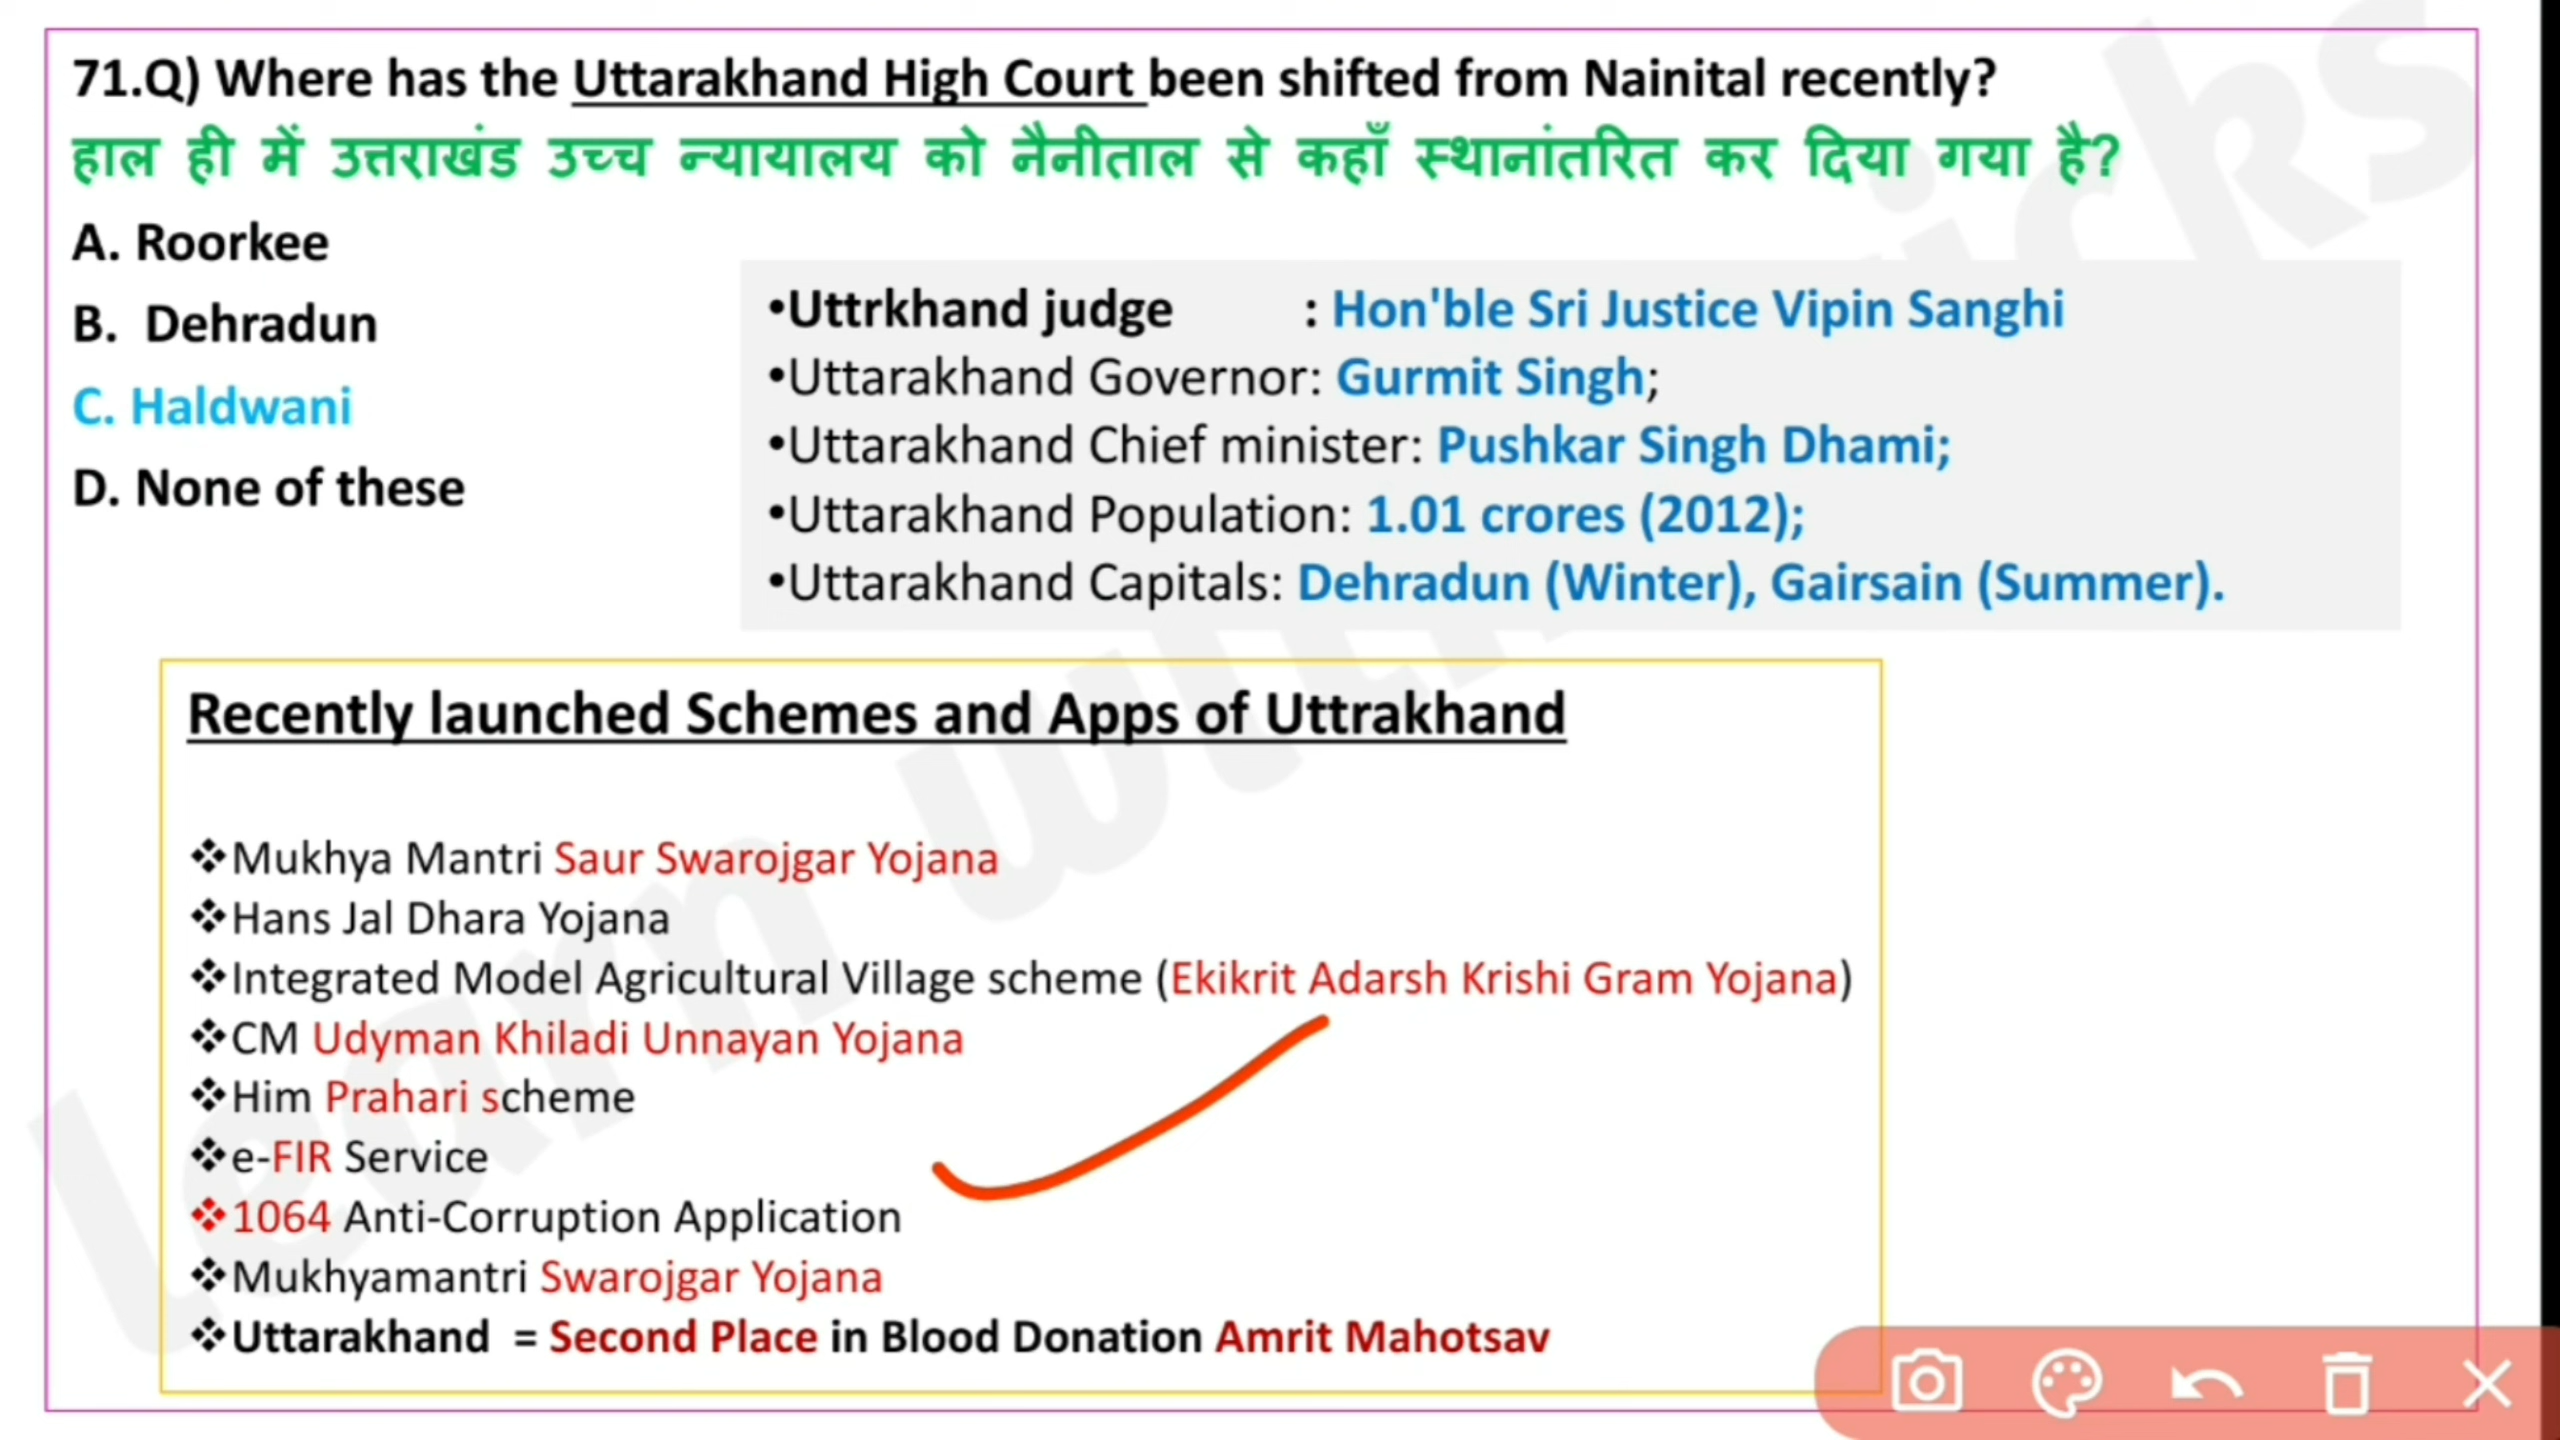 71.Q) Where has the Uttarakhand High Court been shifted from Nainital recently?
हाल ही में उत्तराखंड उच्च न्यायालय को नैनीताल से कहाँ स्थानांतरित कर दिया गया है?
A. Roorkee
B. Dehradun
C. Haldwani
D. None of these
•Uttrkhand judge : Hon'ble Sri Justice Vipin Sanghi
•Uttarakhand Governor: Gurmit Singh;
•Uttarakhand Chief minister: Pushkar Singh Dhami;
•Uttarakhand Population: 1.01 crores (2012);
•Uttarakhand Capitals: Dehradun (Winter), Gairsain (Summer).
Recently launched Schemes and Apps of Uttrakhand
❖Mukhya Mantri Saur Swarojgar Yojana
❖Hans Jal Dhara Yojana
❖Integrated Model Agricultural Village scheme (Ekikrit Adarsh Krishi Gram Yojana)
❖CM Udyman Khiladi Unnayan Yojana
❖Him Prahari scheme
❖e-FIR Service
❖1064 Anti-Corruption Application
❖Mukhyamantri Swarojgar Yojana
❖Uttarakhand = Second Place in Blood Donation Amrit Mahotsav